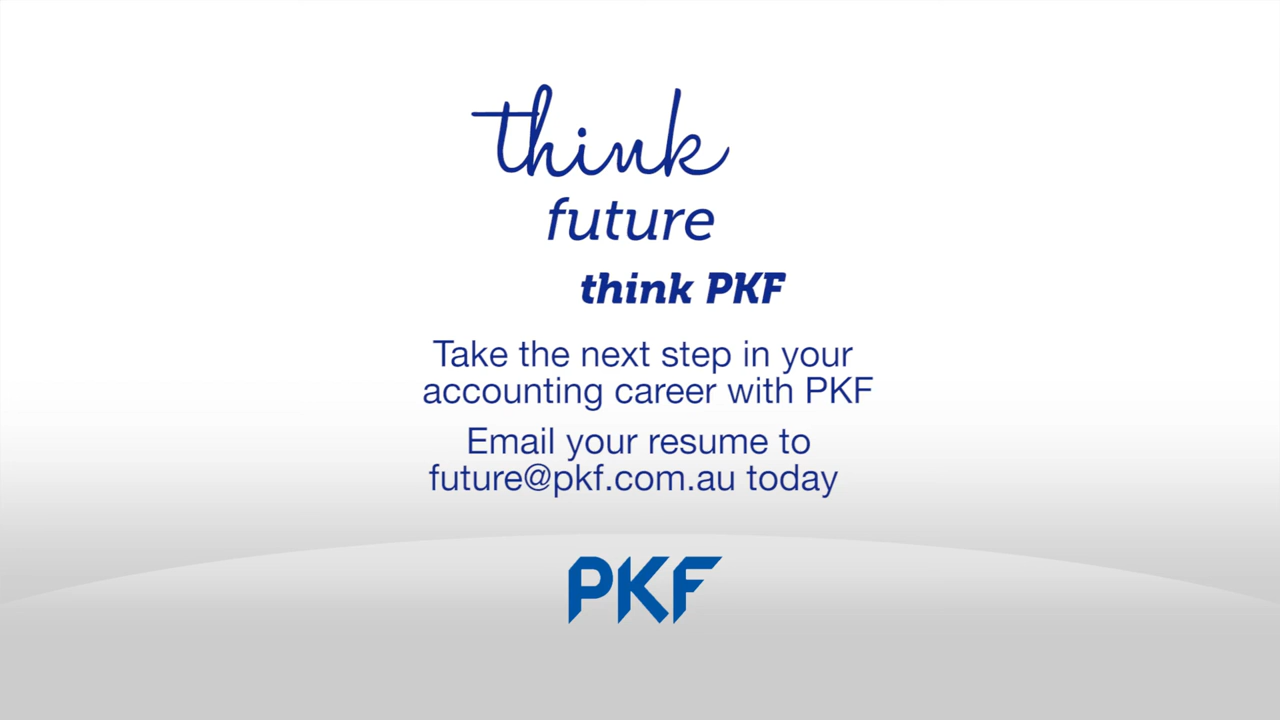 think
future
think PKF
Take the next step in your
accounting career with PKF
Email your resume to
future@pkf.com.au today
PKF